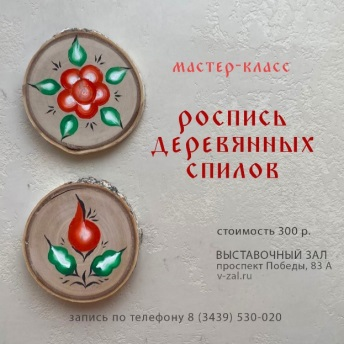 мастер-класс
роспись
деревянных
спилов
стоимость 300 р.
ВЫСТАВОЧНЫЙ ЗАЛ
проспект Победы, 83 А
v-zal.ru
запись по телефону 8 (3439) 530-020